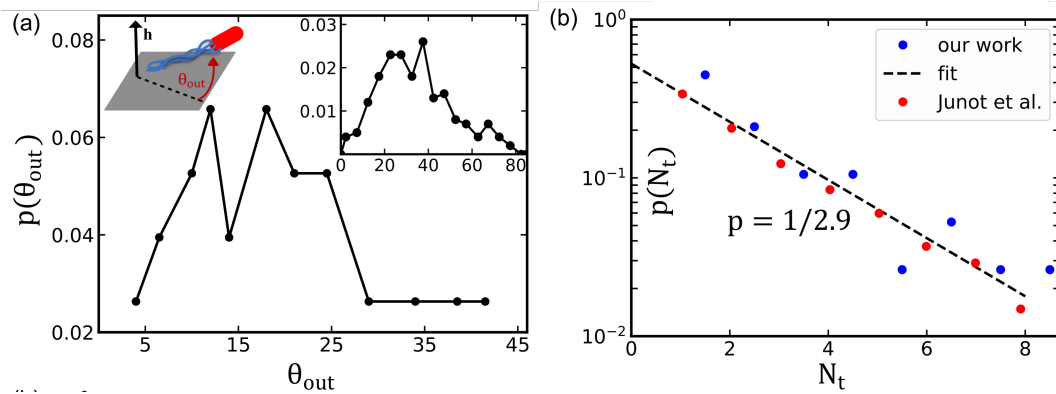 (a)
h
θout
0.08
0.06
0.04
0.02
p(θout)
5
15
25
35
45
θout
0.03
0.02
0.01
0
20
40
60
80
(b)
10⁰
10⁻¹
10⁻²
p(Nt)
our work
fit
Junot et al.
p = 1/2.9
0
2
4
6
8
Nt